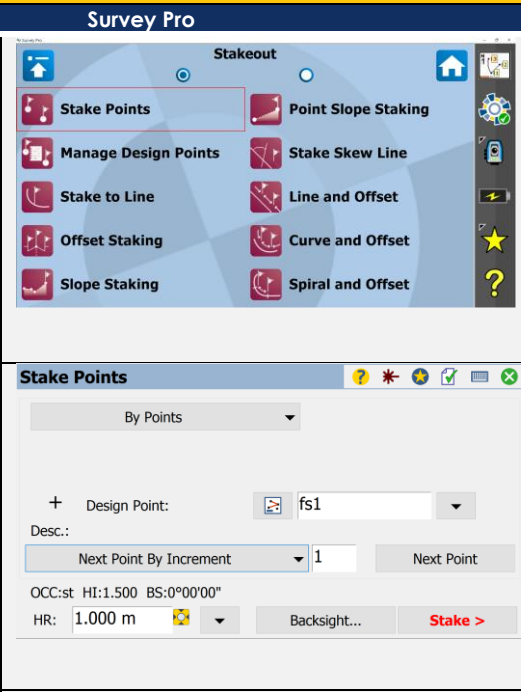 Survey Pro
Stakeout
Stake Points
Point Slope Staking
Manage Design Points
Stake Skew Line
Stake to Line
Line and Offset
Offset Staking
Curve and Offset
Slope Staking
Spiral and Offset
?
Stake Points
?
By Points
+ Design Point: fs1
Desc.:
Next Point By Increment 1 Next Point
OCC:st HI:1.500 BS:0°00'00"
HR: 1.000 m Backsight... Stake >